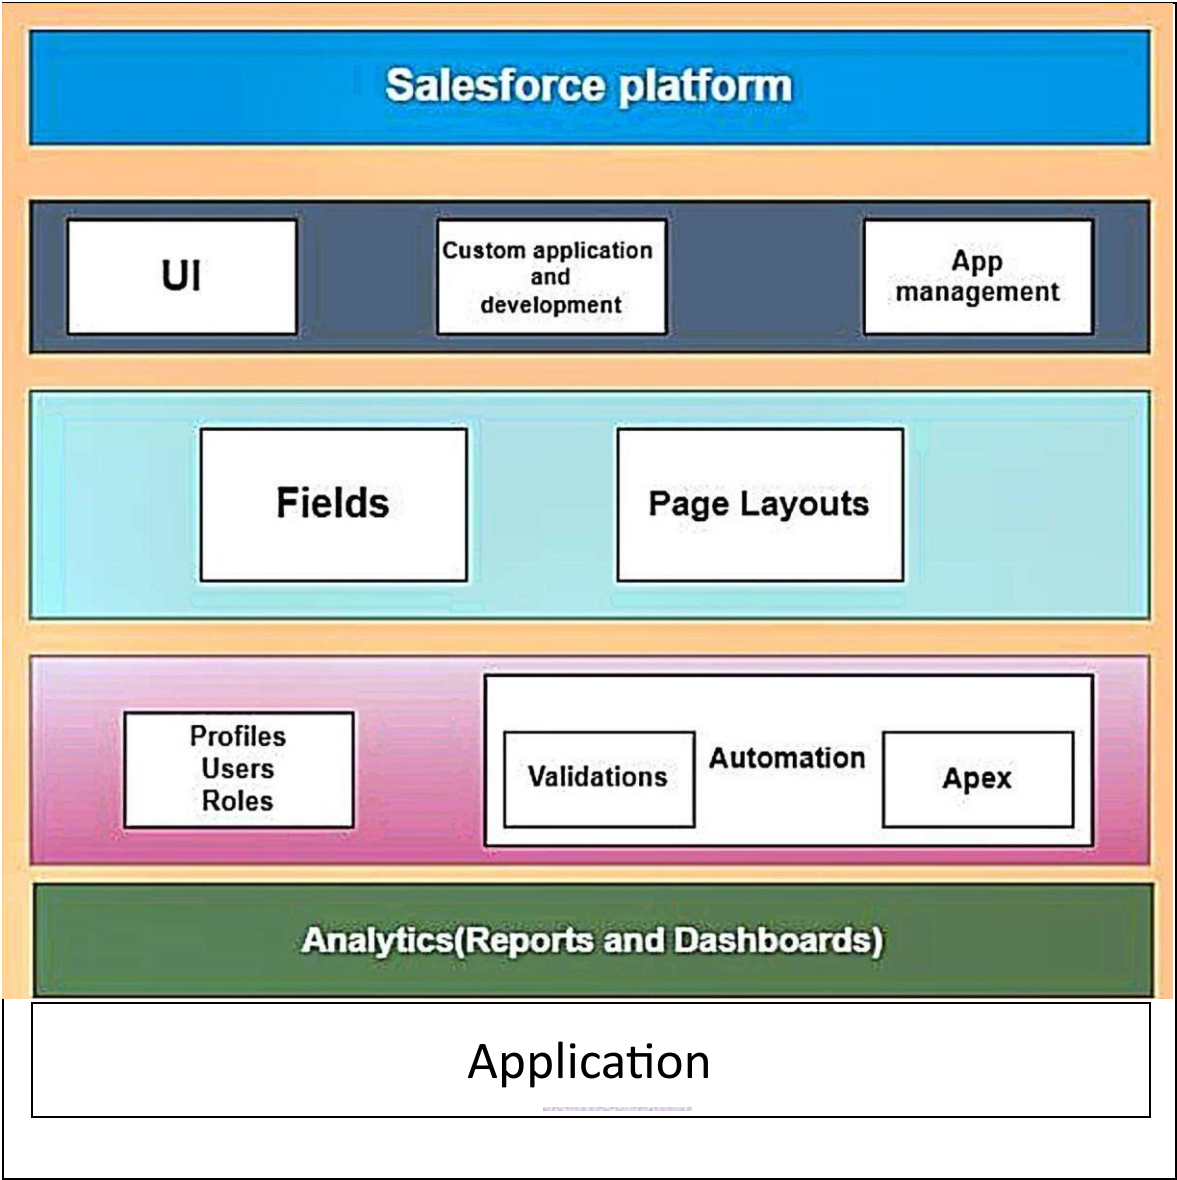 Salesforce platform
UI
Custom application
and
development
App
management
Fields
Page Layouts
Profiles
Users
Roles
Validations
Automation
Apex
Analytics(Reports and Dashboards)
Application